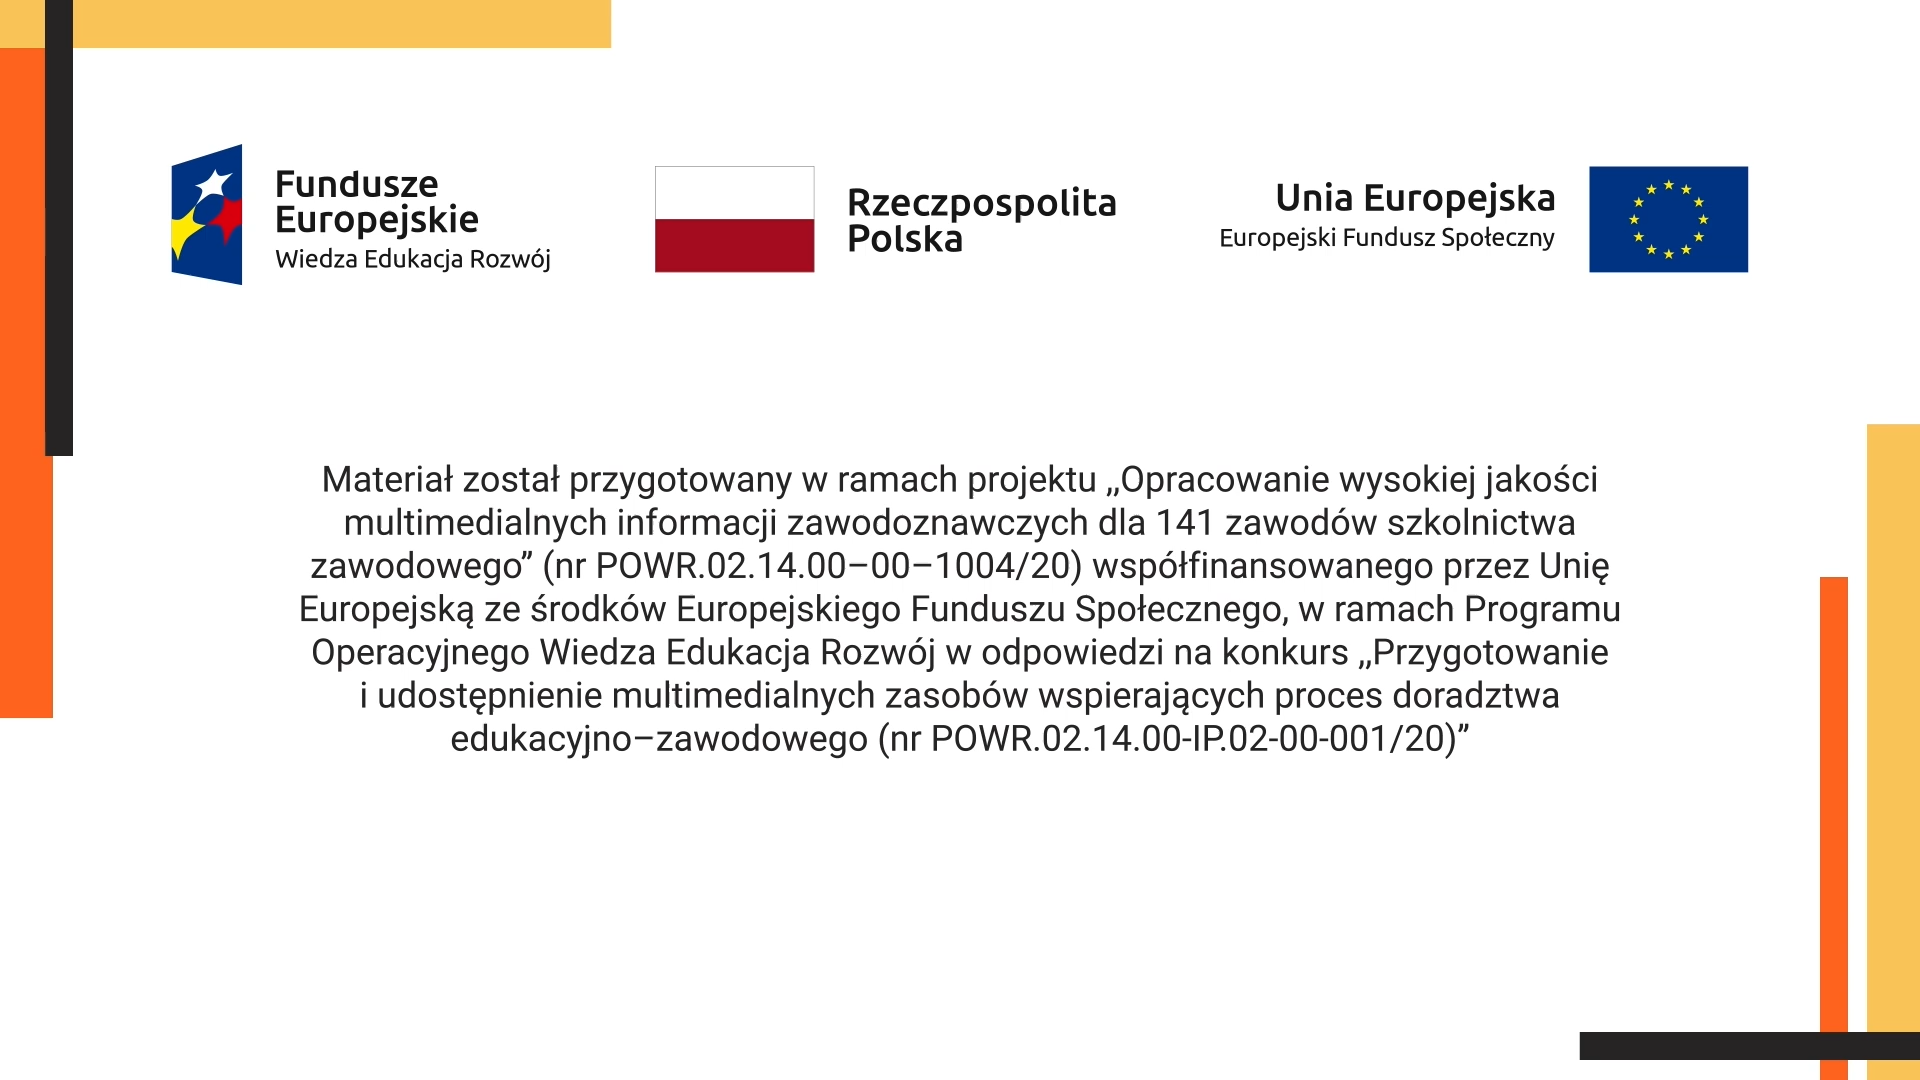 Fundusze
Europejskie
Wiedza Edukacja Rozwój
Rzeczpospolita
Polska
Unia Europejska
Europejski Fundusz Społeczny
Materiał został przygotowany w ramach projektu ,,Opracowanie wysokiej jakości
multimedialnych informacji zawodoznawczych dla 141 zawodów szkolnictwa
zawodowego” (nr POWR.02.14.00–00–1004/20) współfinansowanego przez Unię
Europejską ze środków Europejskiego Funduszu Społecznego, w ramach Programu
Operacyjnego Wiedza Edukacja Rozwój w odpowiedzi na konkurs ,,Przygotowanie
i udostępnienie multimedialnych zasobów wspierających proces doradztwa
edukacyjno–zawodowego (nr POWR.02.14.00-IP.02-00-001/20)”